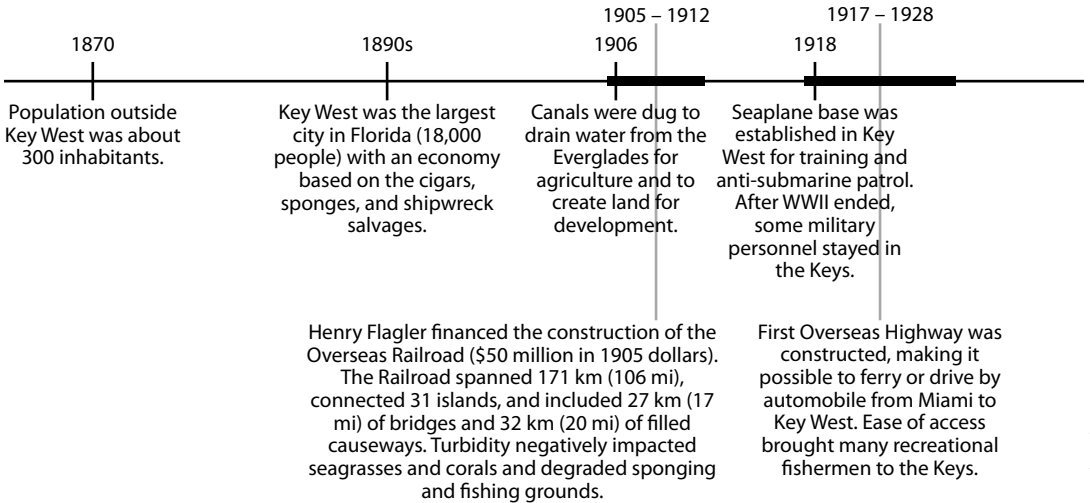 1905 – 1912
1917 – 1928
1870
1890s
1906
1918
Population outside
Key West was about
300 inhabitants.
Key West was the largest
city in Florida (18,000
people) with an economy
based on the cigars,
sponges, and shipwreck
salvages.
Canals were dug to
drain water from the
Everglades for
agriculture and to
create land for
development.
Seaplane base was
established in Key
West for training and
anti-submarine patrol.
After WWII ended,
some military
personnel stayed in
the Keys.
Henry Flagler financed the construction of the
Overseas Railroad ($50 million in 1905 dollars).
The Railroad spanned 171 km (106 mi),
connected 31 islands, and included 27 km (17
mi) of bridges and 32 km (20 mi) of filled
causeways. Turbidity negatively impacted
seagrasses and corals and degraded sponging
and fishing grounds.
First Overseas Highway was
constructed, making it
possible to ferry or drive by
automobile from Miami to
Key West. Ease of access
brought many recreational
fishermen to the Keys.